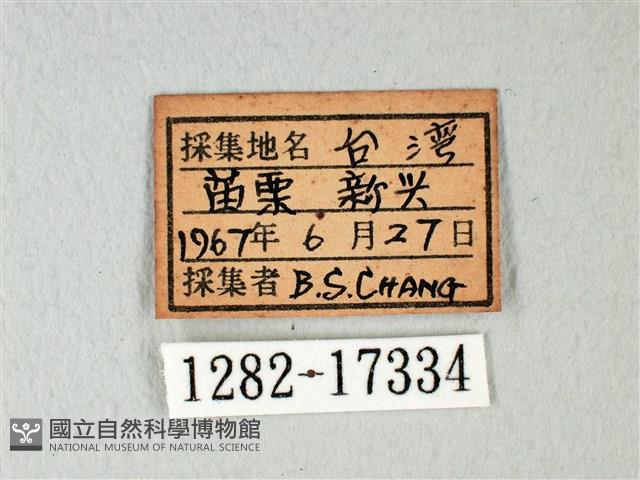 採集地名 台湾
苗栗 新兴
1967年 6 月 27日
採集者 B.S.CHANG
1282-17334
國立自然科學博物館
NATIONAL MUSEUM OF NATURAL SCIENCE